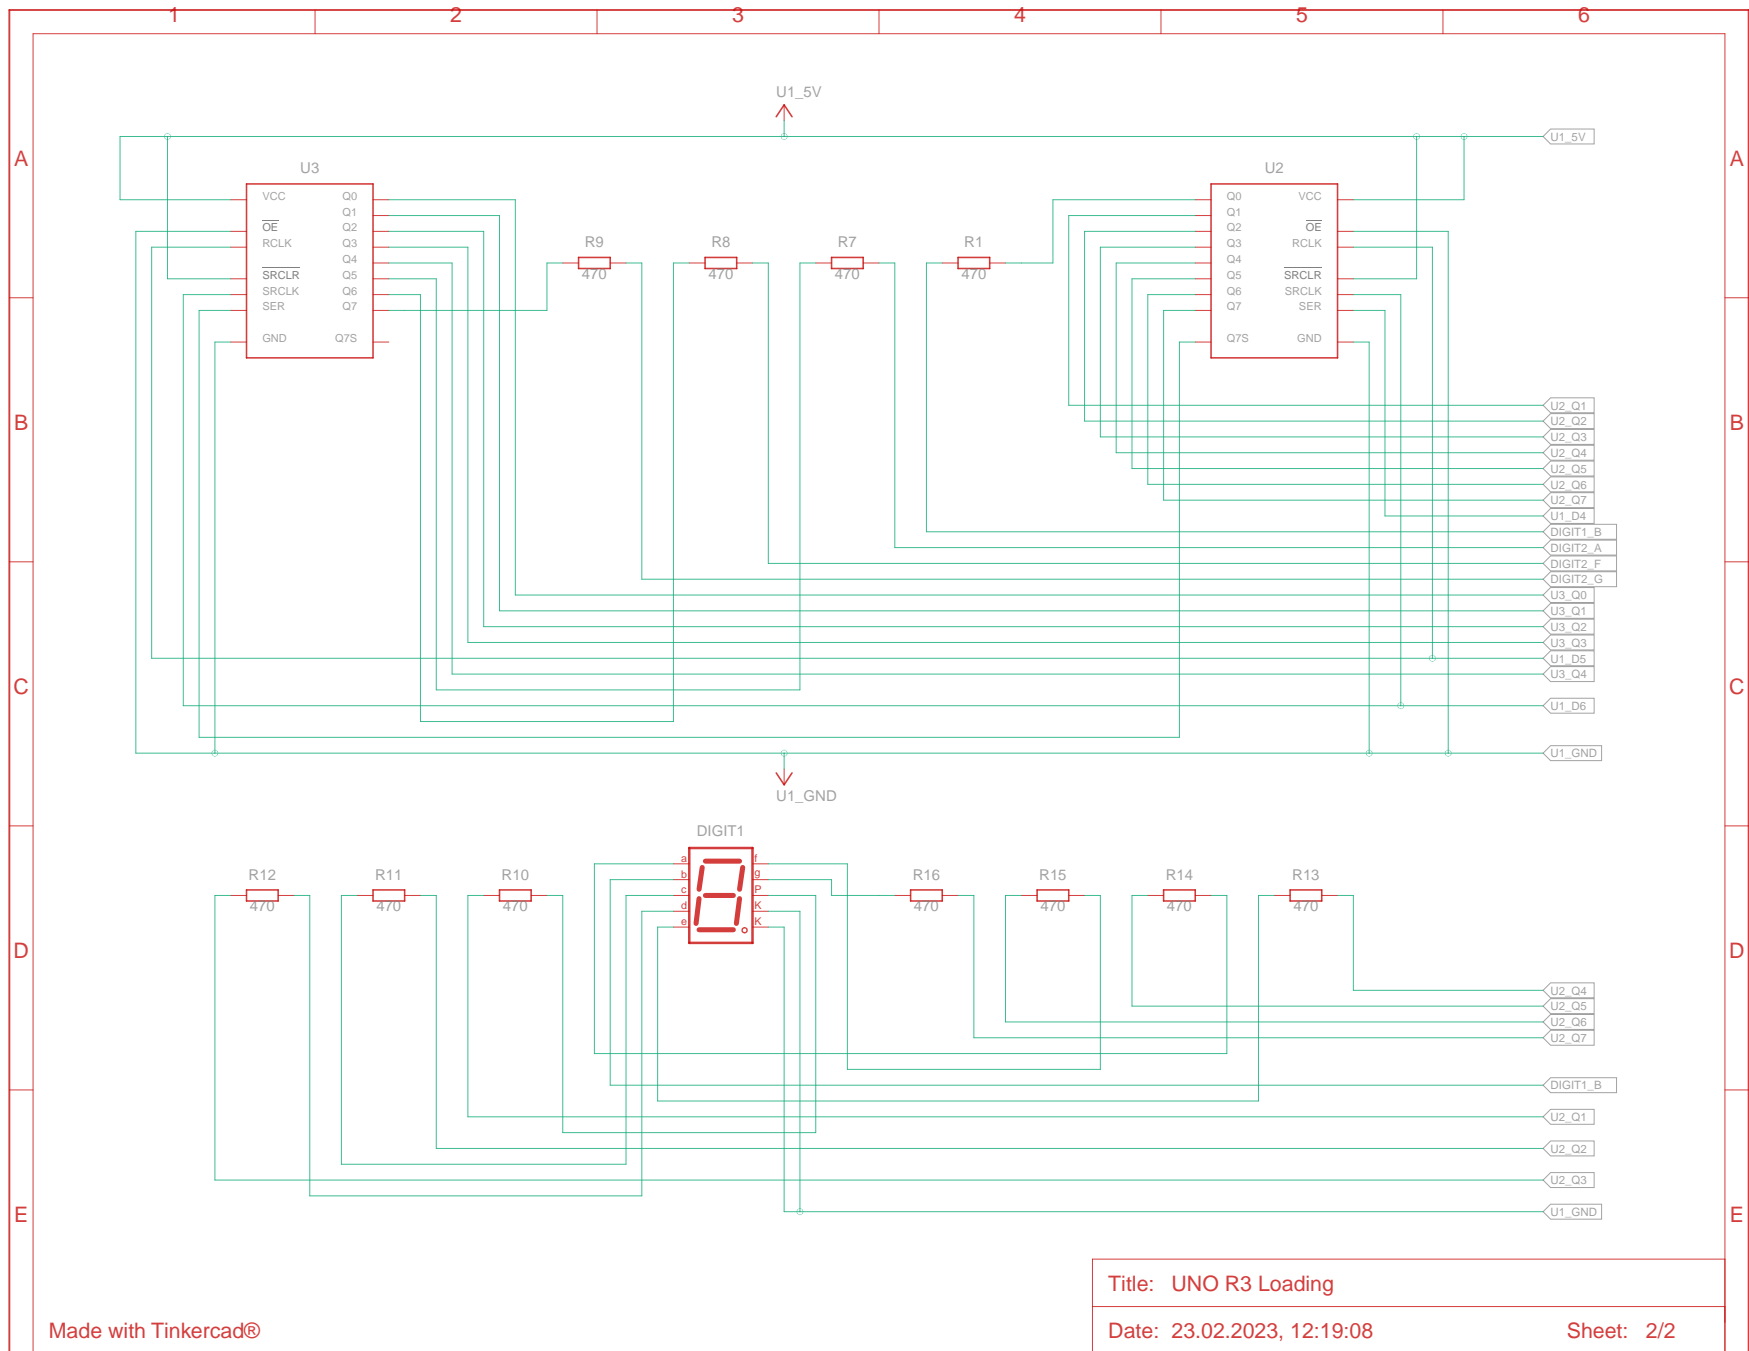 1 2 3 4 5 6
U1_5V
A U1_5V A
U3 U2
VCC Q0 Q0 VCC
Q1 Q1
OE Q2 Q2 OE
RCLK Q3 R9 R8 R7 R1 Q3 RCLK
Q4 Q4
SRCLR Q5 470 470 470 470 Q5 SRCLR
SRCLK Q6 Q6 SRCLK
SER Q7 Q7 SER
GND Q7S Q7S GND
U2_Q1
B U2_Q2 B
U2_Q3
U2_Q4
U2_Q5
U2_Q6
U2_Q7
U1_D4
DIGIT1_B
DIGIT2_A
DIGIT2_F
DIGIT2_G
U3_Q0
U3_Q1
U3_Q2
U3_Q3
U1_D5
U3_Q4
C C
U1_D6
U1_GND
U1_GND
DIGIT1
a f
R12 R11 R10 b g R16 R15 R14 R13
c P
470 470 470 d K 470 470 470 470
e K
D D
U2_Q4
U2_Q5
U2_Q6
U2_Q7
DIGIT1_B
U2_Q1
U2_Q2
U2_Q3
E U1_GND E
Title: UNO R3 Loading
Made with Tinkercad® Date: 23.02.2023, 12:19:08 Sheet: 2/2